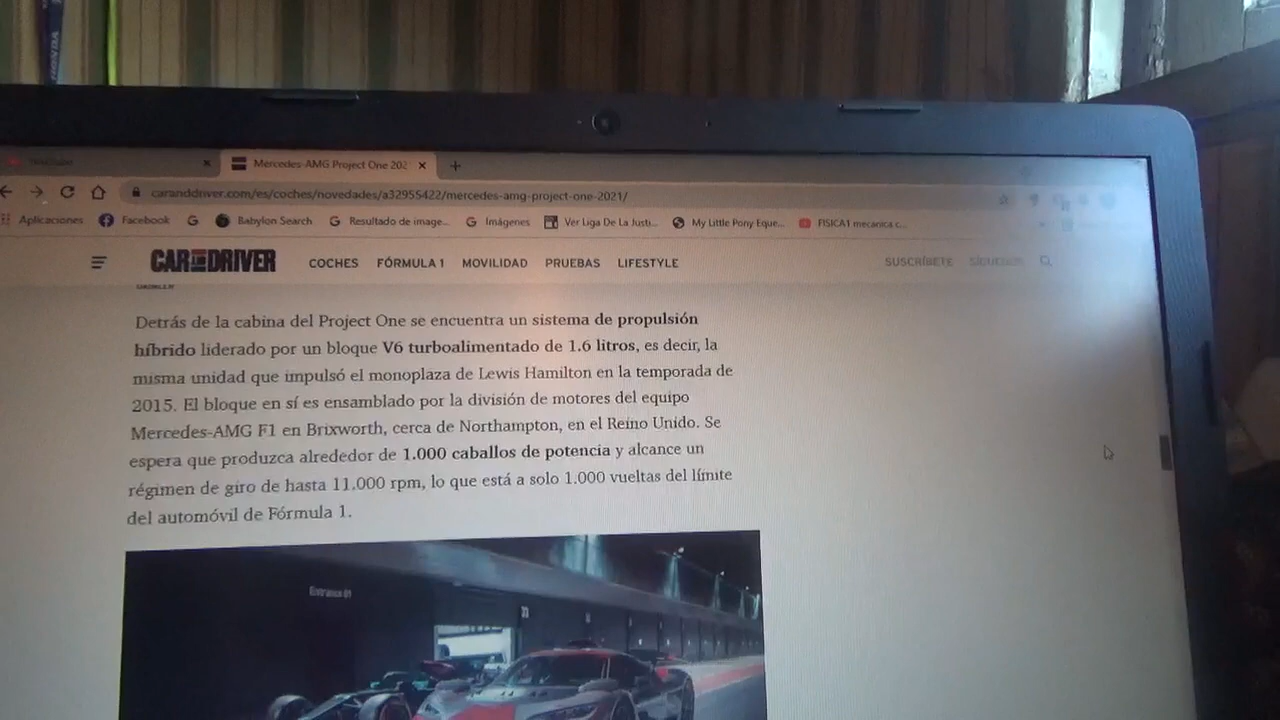 HONDA
YouTube
Mercedes-AMG Project One 202
caranddriver.com/es/coches/novedades/a32955422/mercedes-amg-project-one-2021/
Aplicaciones Facebook Babylon Search Resultado de image... Imágenes Ver Liga De La Justi... My Little Pony Eque... FISICA1 mecanica c...
CAR AND DRIVER COCHES FÓRMULA 1 MOVILIDAD PRUEBAS LIFESTYLE SUSCRÍBETE SÍGUENOS
Detrás de la cabina del Project One se encuentra un sistema de propulsión
híbrido liderado por un bloque V6 turboalimentado de 1.6 litros, es decir, la
misma unidad que impulsó el monoplaza de Lewis Hamilton en la temporada de
2015. El bloque en sí es ensamblado por la división de motores del equipo
Mercedes-AMG F1 en Brixworth, cerca de Northampton, en el Reino Unido. Se
espera que produzca alrededor de 1.000 caballos de potencia y alcance un
régimen de giro de hasta 11.000 rpm, lo que está a solo 1.000 vueltas del límite
del automóvil de Fórmula 1.
Entrance 01